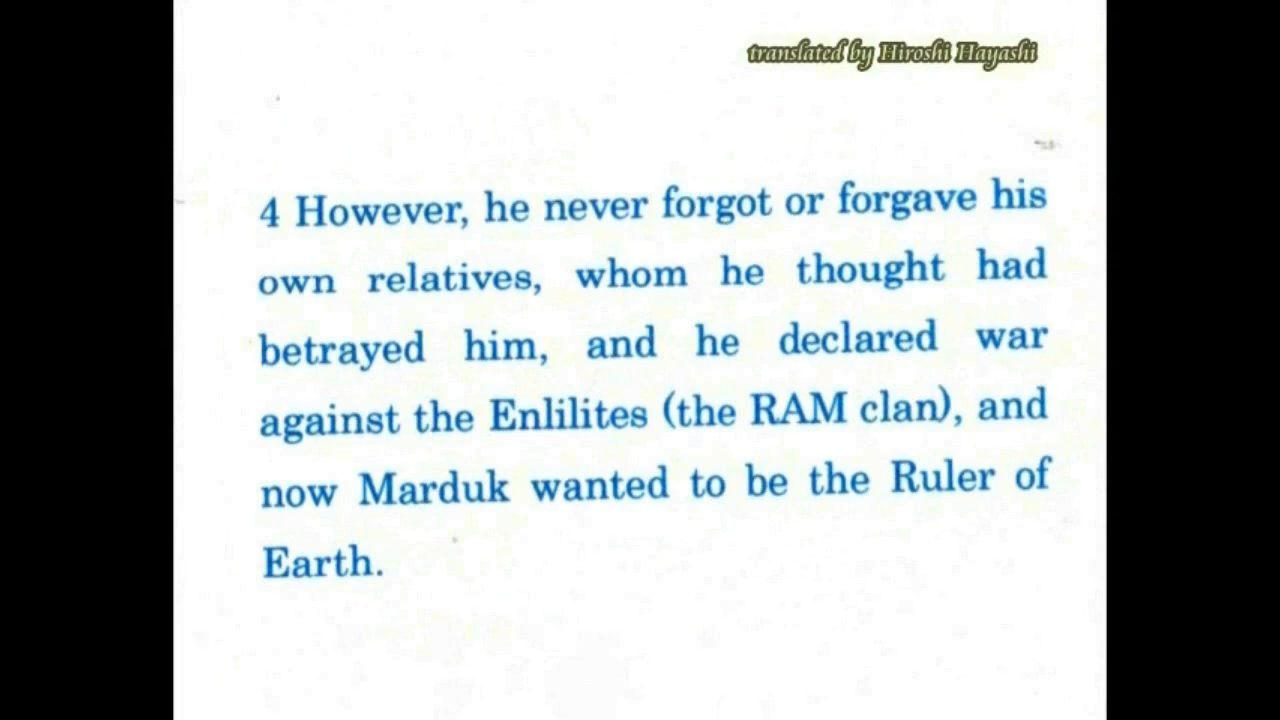 translated by Hiroshi Hayashi
4 However, he never forgot or forgave his
own relatives, whom he thought had
betrayed him, and he declared war
against the Enlilites (the RAM clan), and
now Marduk wanted to be the Ruler of
Earth.